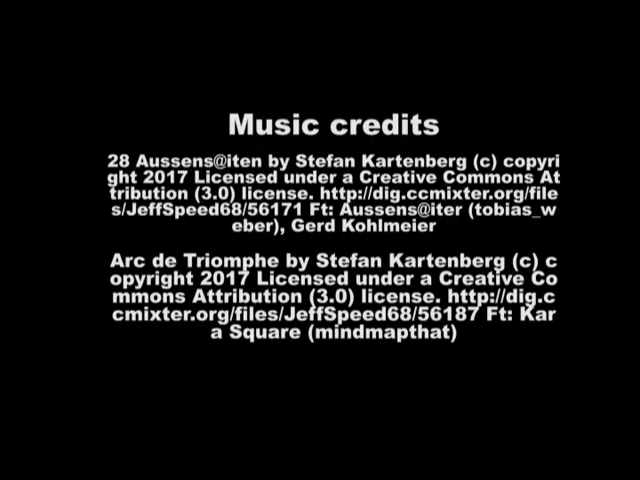 Music credits
28 Aussens@iten by Stefan Kartenberg (c) copyri
ght 2017 Licensed under a Creative Commons At
tribution (3.0) license. http://dig.ccmixter.org/file
s/JeffSpeed68/56171 Ft: Aussens@iter (tobias_w
eber), Gerd Kohlmeier
Arc de Triomphe by Stefan Kartenberg (c) c
opyright 2017 Licensed under a Creative Co
mmons Attribution (3.0) license. http://dig.c
cmixter.org/files/JeffSpeed68/56187 Ft: Kar
a Square (mindmapthat)